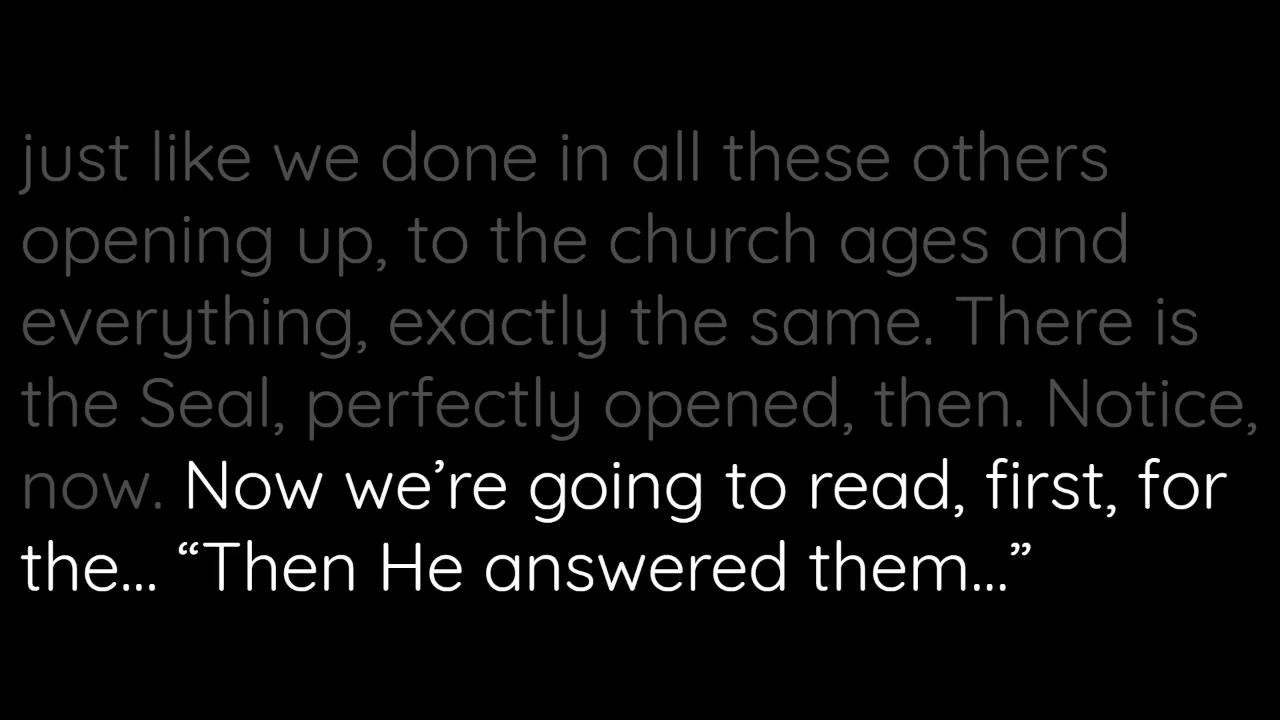 just like we done in all these others
opening up, to the church ages and
everything, exactly the same. There is
the Seal, perfectly opened, then. Notice,
now. Now we’re going to read, first, for
the... “Then He answered them...”